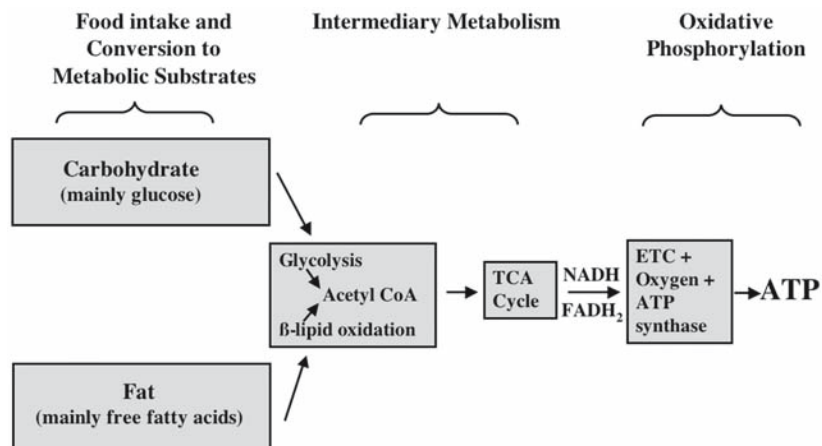 Food intake and
Conversion to
Metabolic Substrates
Intermediary Metabolism
Oxidative
Phosphorylation
Carbohydrate
(mainly glucose)
Glycolysis
Acetyl CoA
ß-lipid oxidation
TCA
Cycle
NADH
FADH₂
ETC +
Oxygen +
ATP
synthase
ATP
Fat
(mainly free fatty acids)